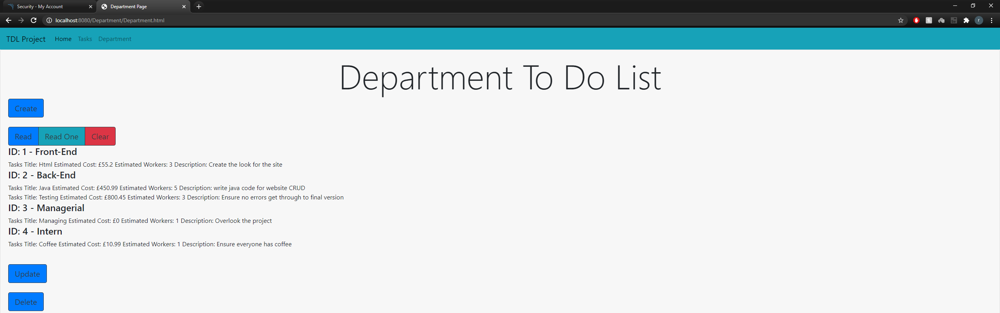 Security - My Account
Department Page
localhost:8080/Department/Department.html
r
TDL Project Home Tasks Department
Department To Do List
Create
Read Read One Clear
ID: 1 - Front-End
Tasks Title: Html Estimated Cost: £55.2 Estimated Workers: 3 Description: Create the look for the site
ID: 2 - Back-End
Tasks Title: Java Estimated Cost: £450.99 Estimated Workers: 5 Description: write java code for website CRUD
Tasks Title: Testing Estimated Cost: £800.45 Estimated Workers: 3 Description: Ensure no errors get through to final version
ID: 3 - Managerial
Tasks Title: Managing Estimated Cost: £0 Estimated Workers: 1 Description: Overlook the project
ID: 4 - Intern
Tasks Title: Coffee Estimated Cost: £10.99 Estimated Workers: 1 Description: Ensure everyone has coffee
Update
Delete